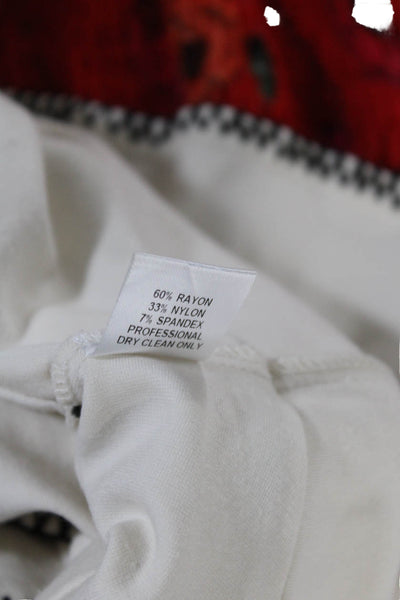 60% RAYON
33% NYLON
7% SPANDEX
PROFESSIONAL
DRY CLEAN ONLY